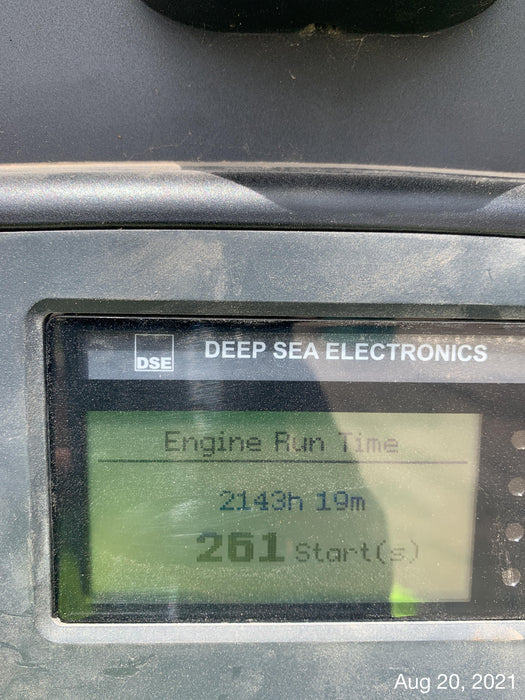 DSE DEEP SEA ELECTRONICS
Engine Run Time
2143h 19m
261 Start(s)
Aug 20, 2021